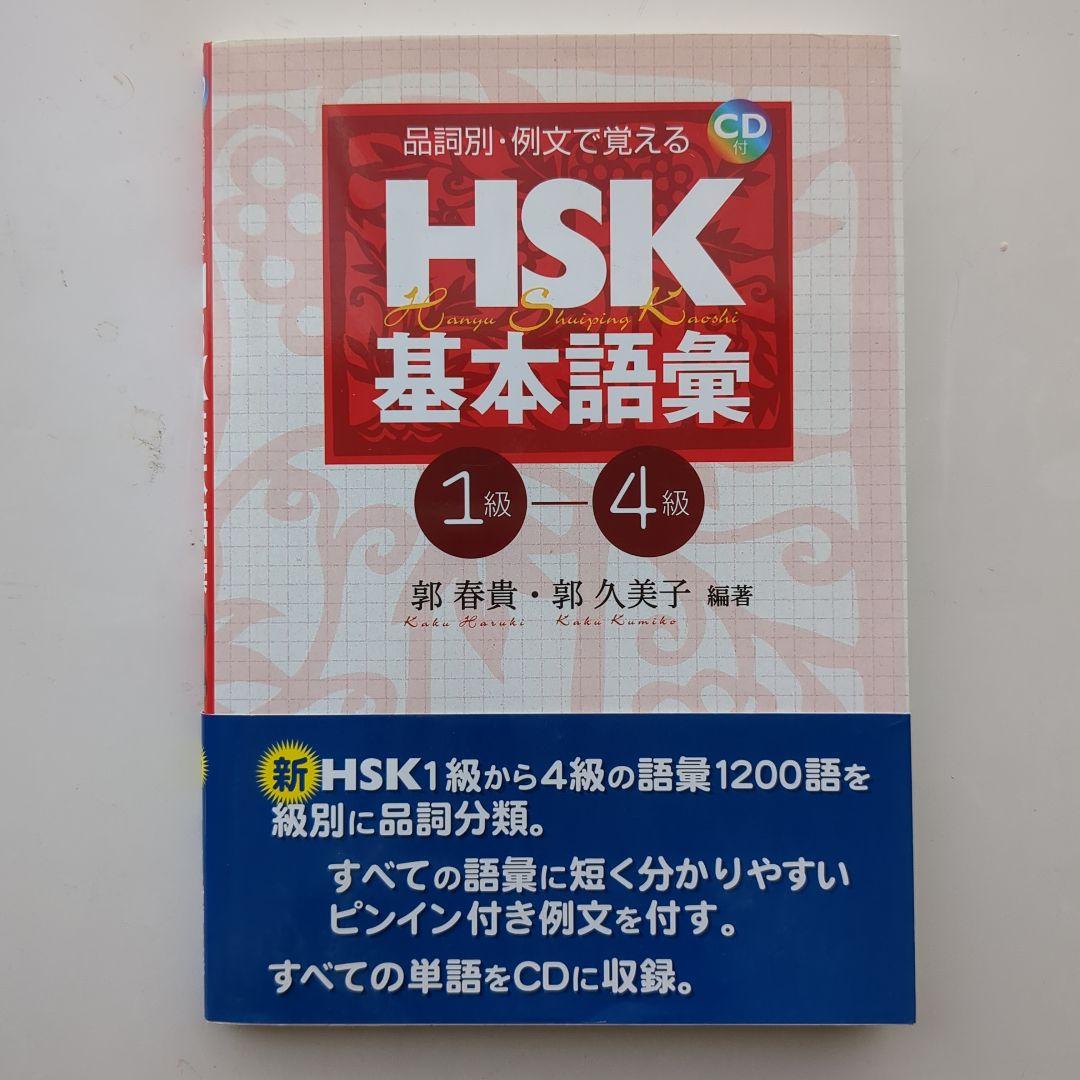 品詞別・例文で覚える
CD
付
HSK
Hanyu Shuiping Kaoshi
基本語彙
1級―4級
郭 春貴・郭 久美子 編著
Kaku Haruki Kaku Kumiko
新HSK1級から4級の語彙1200語を
級別に品詞分類。
すべての語彙に短く分かりやすい
ピンイン付き例文を付す。
すべての単語をCDに収録。